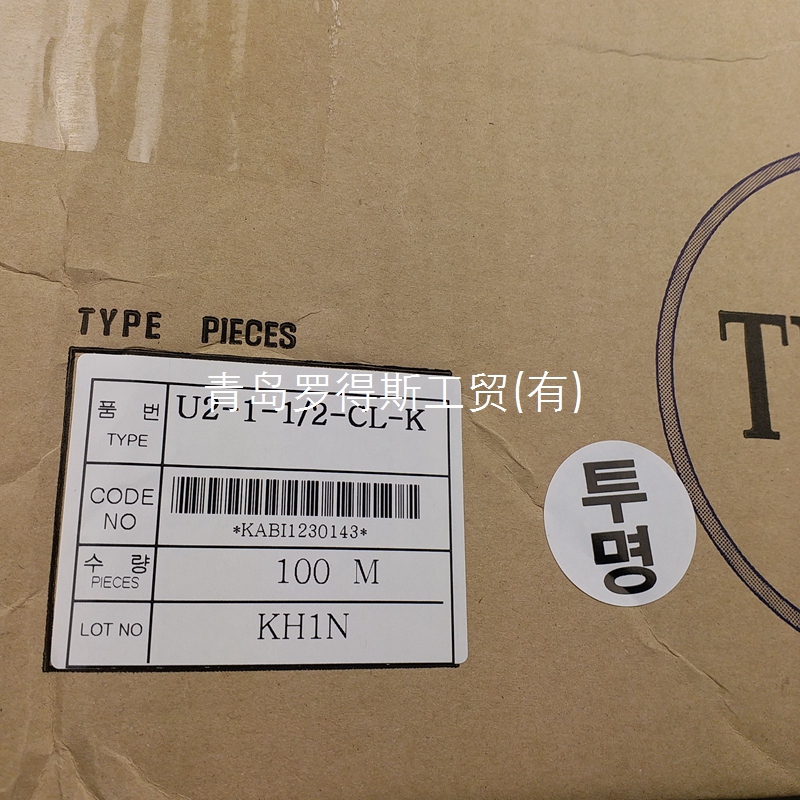 TYPE PIECES
青岛罗得斯工贸(有)
품 번 U2-1-1/2-CL-K
TYPE
CODE NO
*KABI1230143*
수 량 100 M
PIECES
LOT NO KH1N
투명